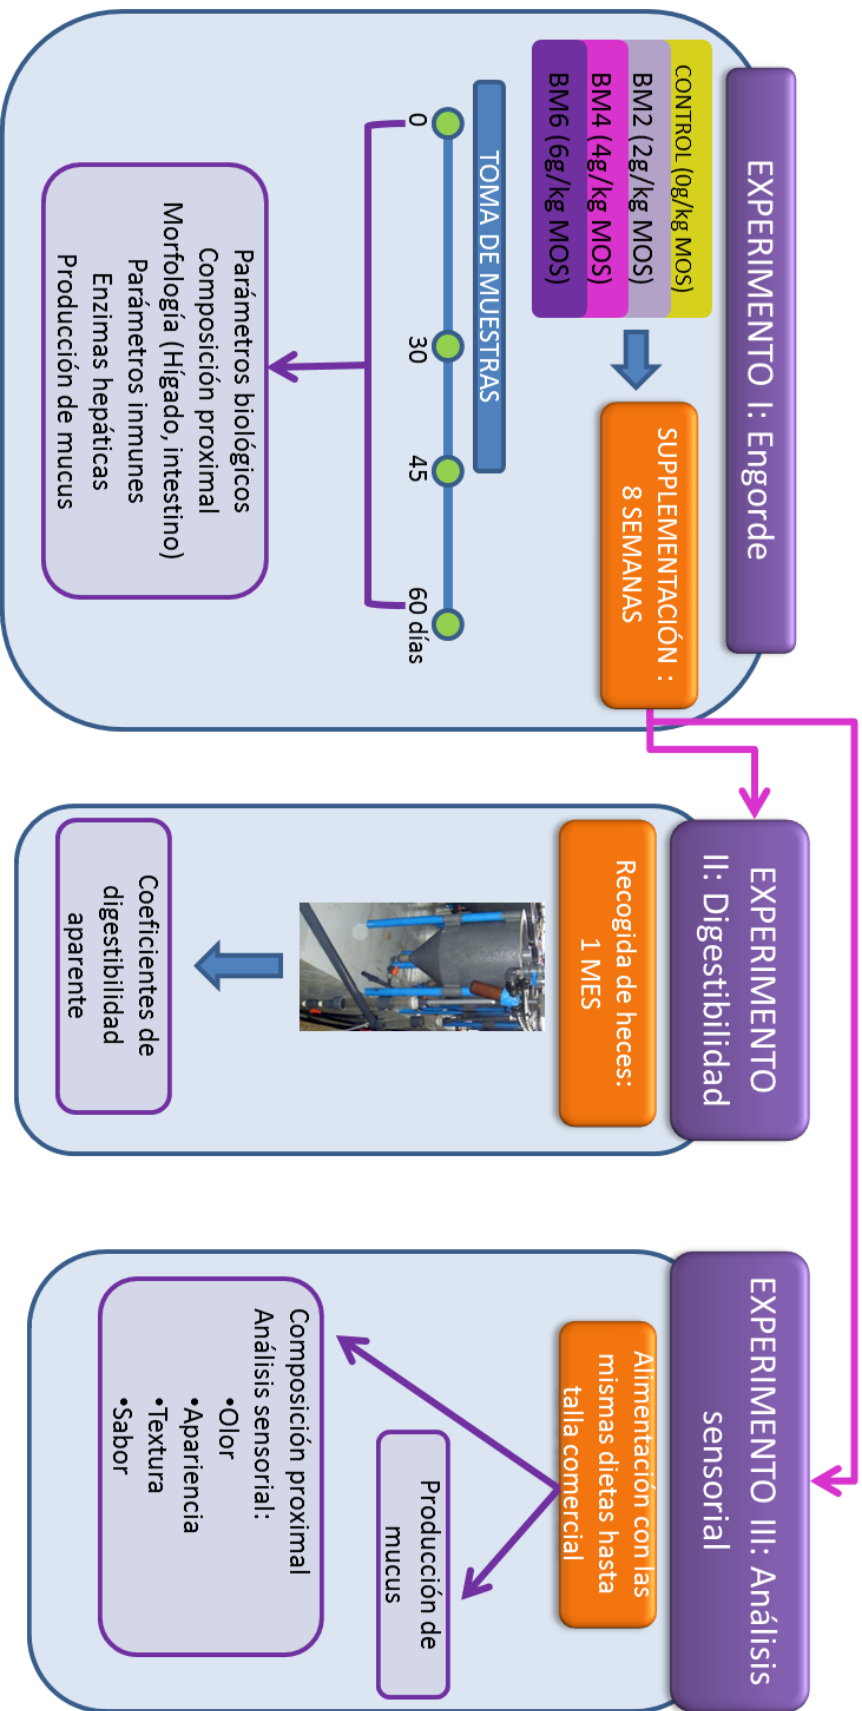 EXPERIMENTO I: Engorde
CONTROL (0g/kg MOS)
BM2 (2g/kg MOS)
BM4 (4g/kg MOS)
BM6 (6g/kg MOS)
SUPPLEMENTACIÓN :
8 SEMANAS
TOMA DE MUESTRAS
0
30
45
60 días
Parámetros biológicos
Composición proximal
Morfología (Hígado, intestino)
Parámetros inmunes
Enzimas hepáticas
Producción de mucus
EXPERIMENTO
II: Digestibilidad
Recogida de heces:
1 MES
Coeficientes de
digestibilidad
aparente
EXPERIMENTO III: Análisis
sensorial
Alimentación con las
mismas dietas hasta
talla comercial
Producción de
mucus
Composición proximal
Análisis sensorial:
•Olor
•Apariencia
•Textura
•Sabor